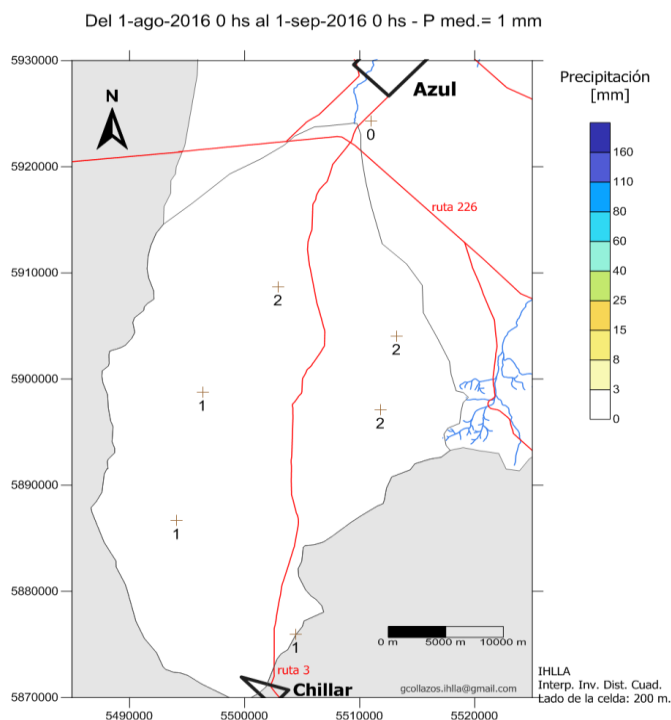 Del 1-ago-2016 0 hs al 1-sep-2016 0 hs - P med.= 1 mm
5930000
5920000
5910000
5900000
5890000
5880000
5870000
5490000
5500000
5510000
5520000
N
Azul
0
ruta 226
2
2
1
2
1
1
ruta 3
Chillar
0 m 5000 m 10000 m
gcollazos.ihlla@gmail.com
Precipitación
[mm]
160
110
80
60
40
25
15
8
3
0
IHLLA
Interp. Inv. Dist. Cuad.
Lado de la celda: 200 m.